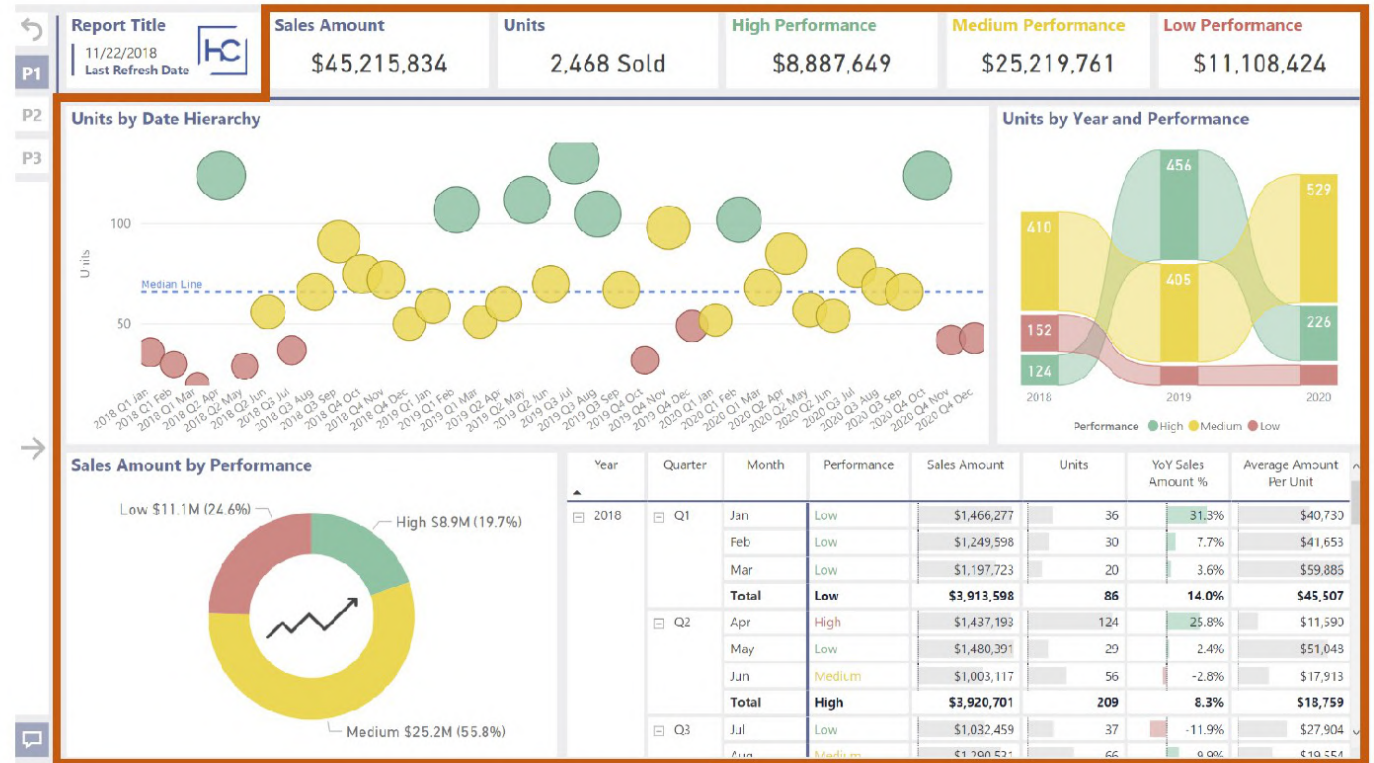 Report Title
11/22/2018
Last Refresh Date
HC
Sales Amount
$45,215,834
Units
2,468 Sold
High Performance
$8,887,649
Medium Performance
$25,219,761
Low Performance
$11,108,424
P1
P2
P3
Units by Date Hierarchy
Units
100
50
Median Line
2018 Q1 Jan
2018 Q1 Feb
2018 Q1 Mar
2018 Q2 Apr
2018 Q2 May
2018 Q2 Jun
2018 Q3 Jul
2018 Q3 Aug
2018 Q3 Sep
2018 Q4 Oct
2018 Q4 Nov
2018 Q4 Dec
2019 Q1 Jan
2019 Q1 Feb
2019 Q1 Mar
2019 Q2 Apr
2019 Q2 May
2019 Q2 Jun
2019 Q3 Jul
2019 Q3 Aug
2019 Q3 Sep
2019 Q4 Oct
2019 Q4 Nov
2019 Q4 Dec
2020 Q1 Jan
2020 Q1 Feb
2020 Q1 Mar
2020 Q2 Apr
2020 Q2 May
2020 Q2 Jun
2020 Q3 Jul
2020 Q3 Aug
2020 Q3 Sep
2020 Q4 Oct
2020 Q4 Nov
2020 Q4 Dec
Units by Year and Performance
456
529
410
405
152
226
124
2018 2019 2020
Performance High Medium Low
Sales Amount by Performance
Low $11.1M (24.6%)
High $8.9M (19.7%)
Medium $25.2M (55.8%)
Year Quarter Month Performance Sales Amount Units YoY Sales Amount % Average Amount Per Unit
2018 Q1 Jan Low $1,466,277 36 31.3% $40,730
Feb Low $1,249,598 30 7.7% $41,653
Mar Low $1,197,723 20 3.6% $59,886
Total Low $3,913,598 86 14.0% $45,507
Q2 Apr High $1,437,193 124 25.8% $11,590
May Low $1,480,391 29 2.4% $51,048
Jun Medium $1,003,117 56 -2.8% $17,913
Total High $3,920,701 209 8.3% $18,759
Q3 Jul Low $1,032,459 37 -11.9% $27,904
Aug Medium $1,290,531 66 9.9% $19,554